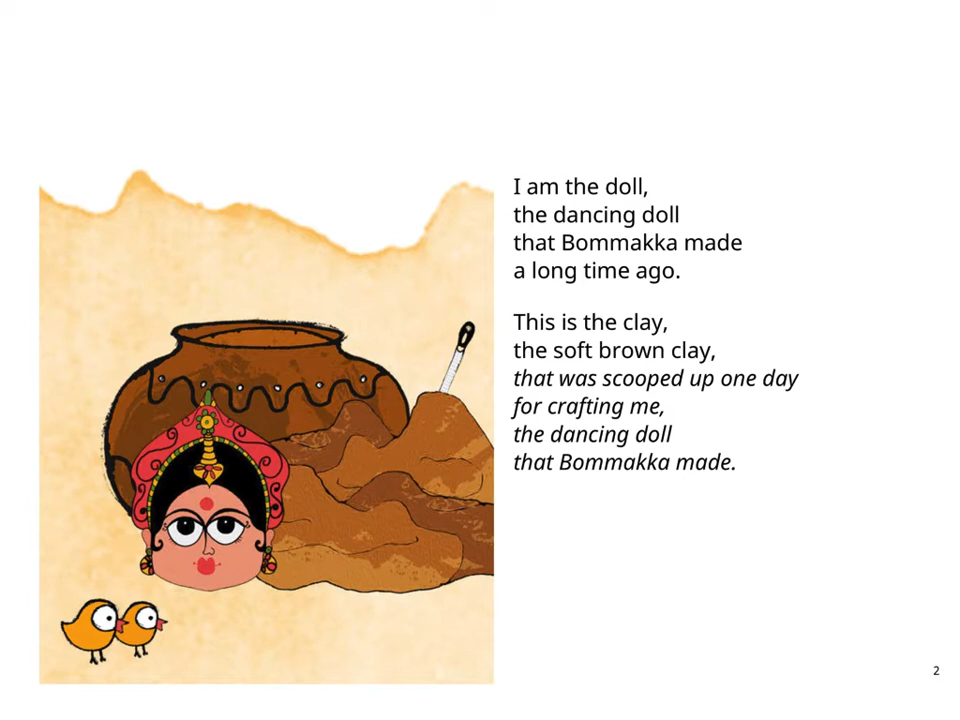 I am the doll,
the dancing doll
that Bommakka made
a long time ago.
This is the clay,
the soft brown clay,
that was scooped up one day
for crafting me,
the dancing doll
that Bommakka made.
2